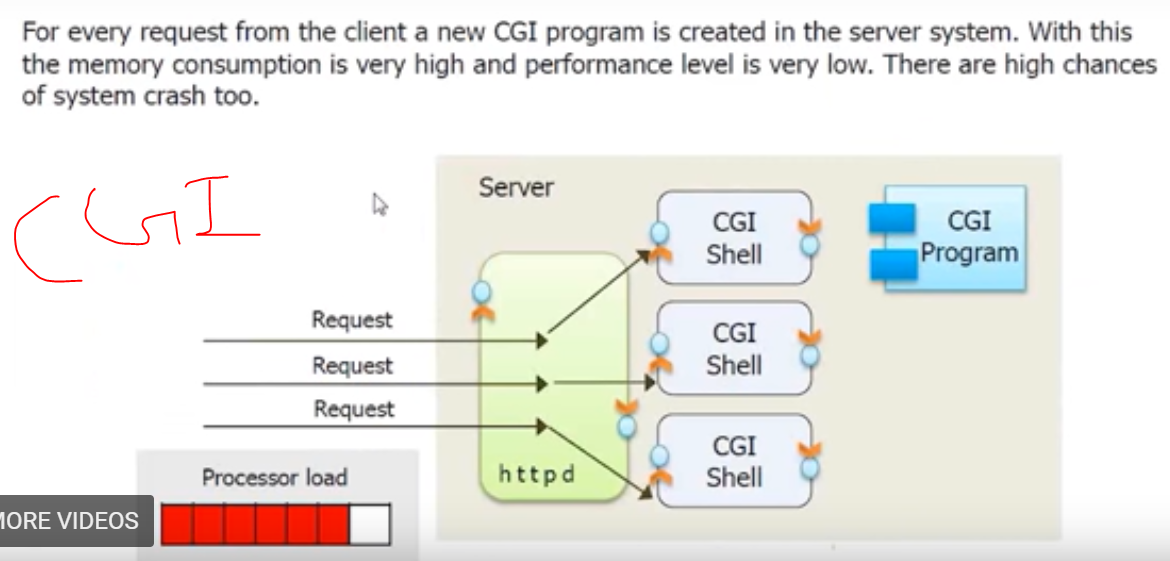 For every request from the client a new CGI program is created in the server system. With this
the memory consumption is very high and performance level is very low. There are high chances
of system crash too.
CGI
Server
CGI
Shell
CGI
Program
Request
Request
Request
CGI
Shell
CGI
Shell
httpd
Processor load
MORE VIDEOS